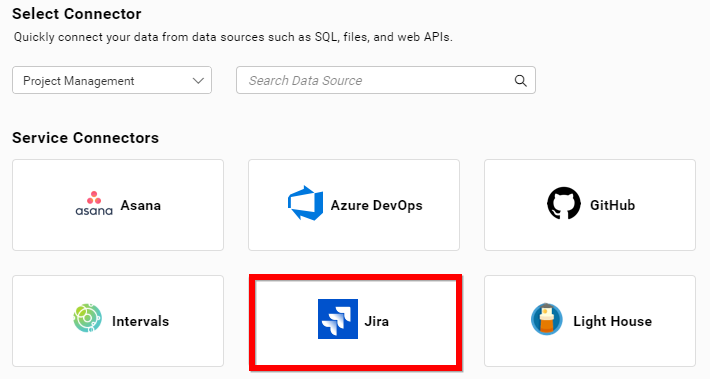 Select Connector
Quickly connect your data from data sources such as SQL, files, and web APIs.
Project Management
Search Data Source
Service Connectors
asana Asana
Azure DevOps
GitHub
Intervals
Jira
Light House